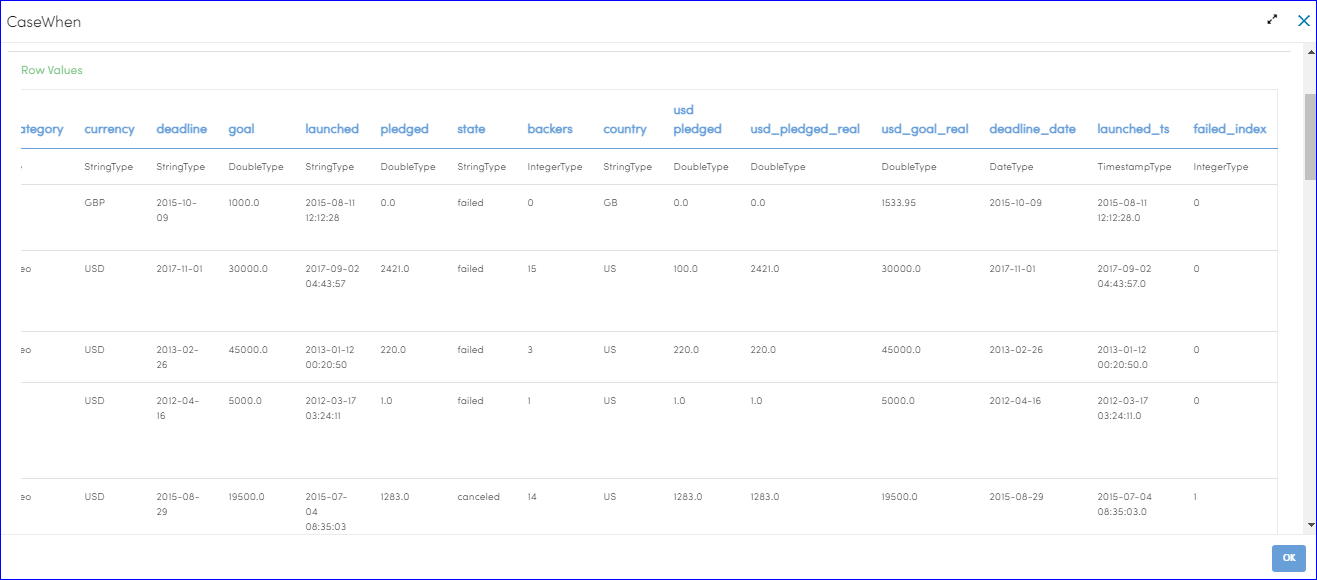 CaseWhen
Row Values
ategory currency deadline goal launched pledged state backers country usd pledged usd_pledged_real usd_goal_real deadline_date launched_ts failed_index
StringType StringType DoubleType StringType DoubleType StringType IntegerType StringType DoubleType DoubleType DoubleType DateType TimestampType IntegerType
GBP 2015-10-09 1000.0 2015-08-11 12:12:28 0.0 failed 0 GB 0.0 0.0 1533.95 2015-10-09 2015-08-11 12:12:28.0 0
eo USD 2017-11-01 30000.0 2017-09-02 04:43:57 2421.0 failed 15 US 100.0 2421.0 30000.0 2017-11-01 2017-09-02 04:43:57.0 0
eo USD 2013-02-26 45000.0 2013-01-12 00:20:50 220.0 failed 3 US 220.0 220.0 45000.0 2013-02-26 2013-01-12 00:20:50.0 0
USD 2012-04-16 5000.0 2012-03-17 03:24:11 1.0 failed 1 US 1.0 1.0 5000.0 2012-04-16 2012-03-17 03:24:11.0 0
eo USD 2015-08-29 19500.0 2015-07-04 08:35:03 1283.0 canceled 14 US 1283.0 1283.0 19500.0 2015-08-29 2015-07-04 08:35:03.0 1
OK